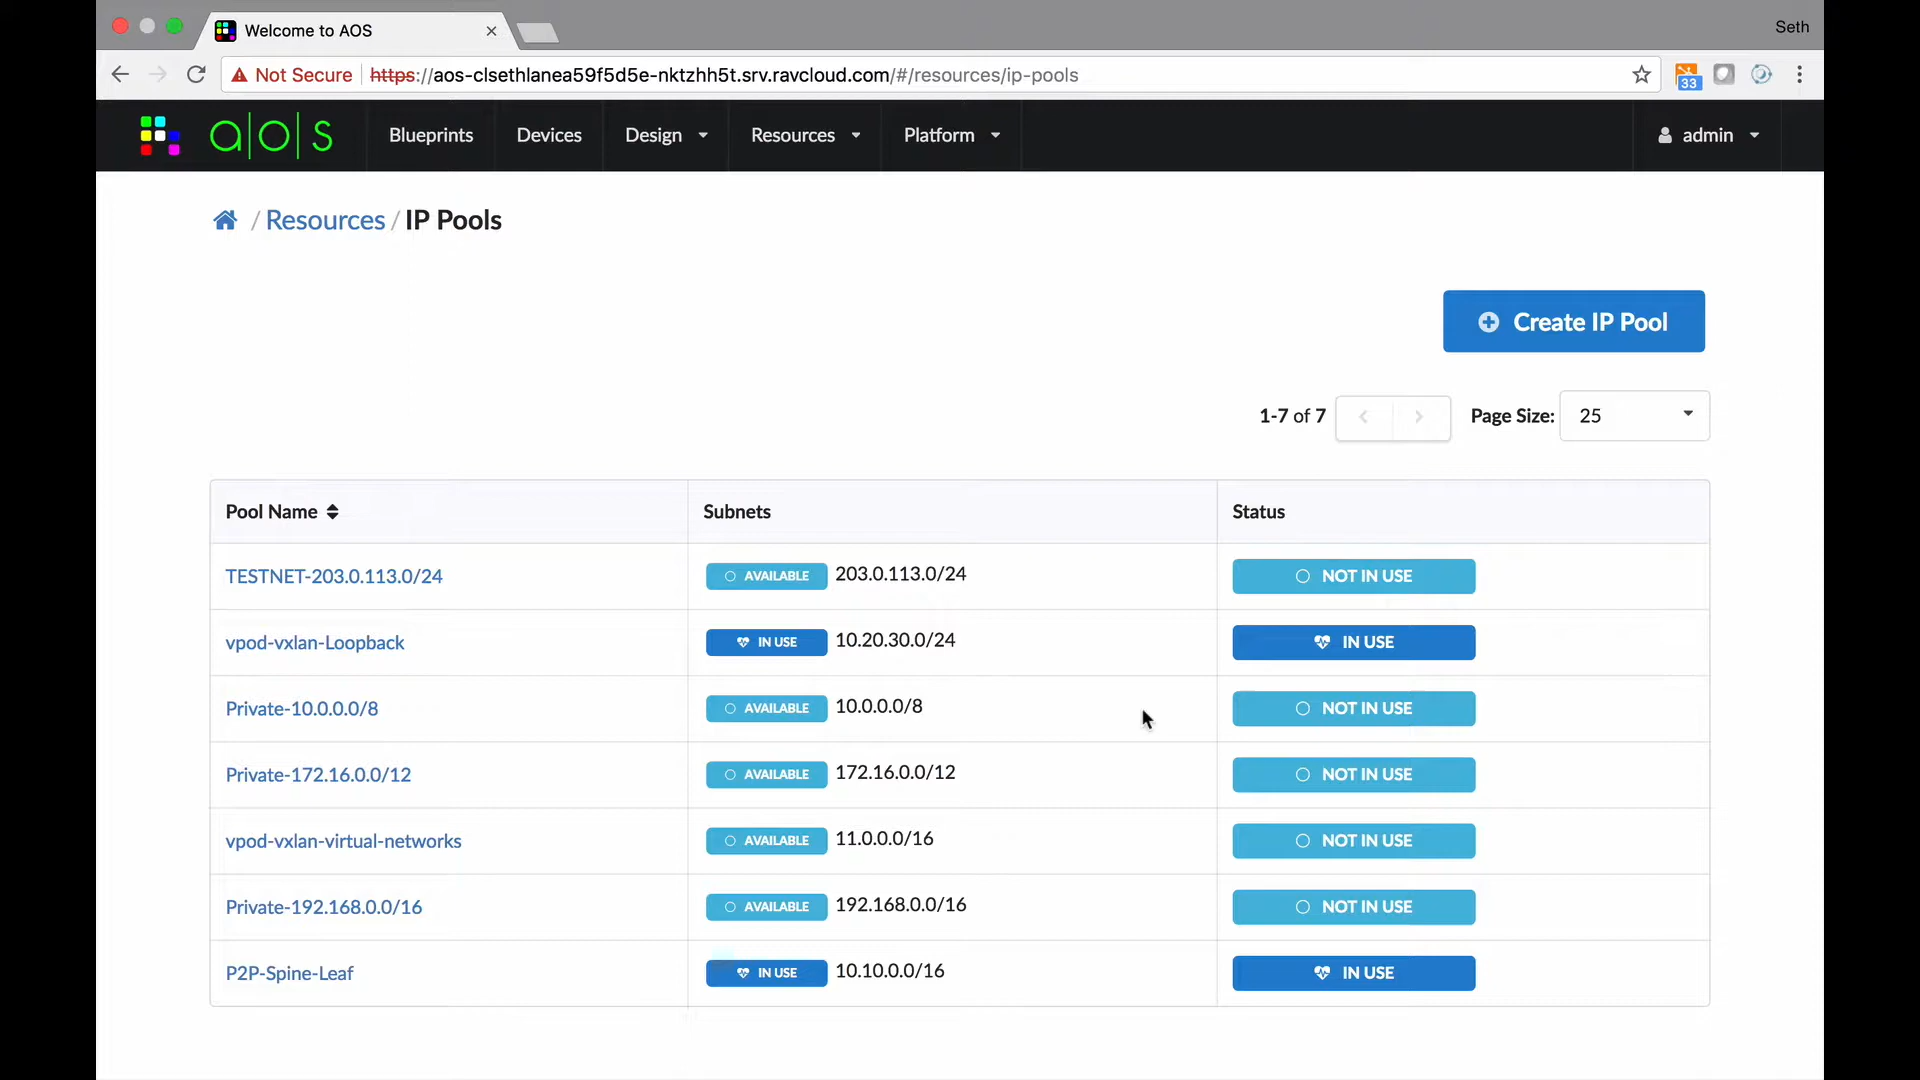 Welcome to AOS
Seth
Not Secure https://aos-clsethlanea59f5d5e-nktzhh5t.srv.ravcloud.com/#/resources/ip-pools
33
a|o|s Blueprints Devices Design Resources Platform admin
/ Resources / IP Pools
Create IP Pool
1-7 of 7 Page Size: 25
Pool Name Subnets Status
TESTNET-203.0.113.0/24 AVAILABLE 203.0.113.0/24 NOT IN USE
vpod-vxlan-Loopback IN USE 10.20.30.0/24 IN USE
Private-10.0.0.0/8 AVAILABLE 10.0.0.0/8 NOT IN USE
Private-172.16.0.0/12 AVAILABLE 172.16.0.0/12 NOT IN USE
vpod-vxlan-virtual-networks AVAILABLE 11.0.0.0/16 NOT IN USE
Private-192.168.0.0/16 AVAILABLE 192.168.0.0/16 NOT IN USE
P2P-Spine-Leaf IN USE 10.10.0.0/16 IN USE